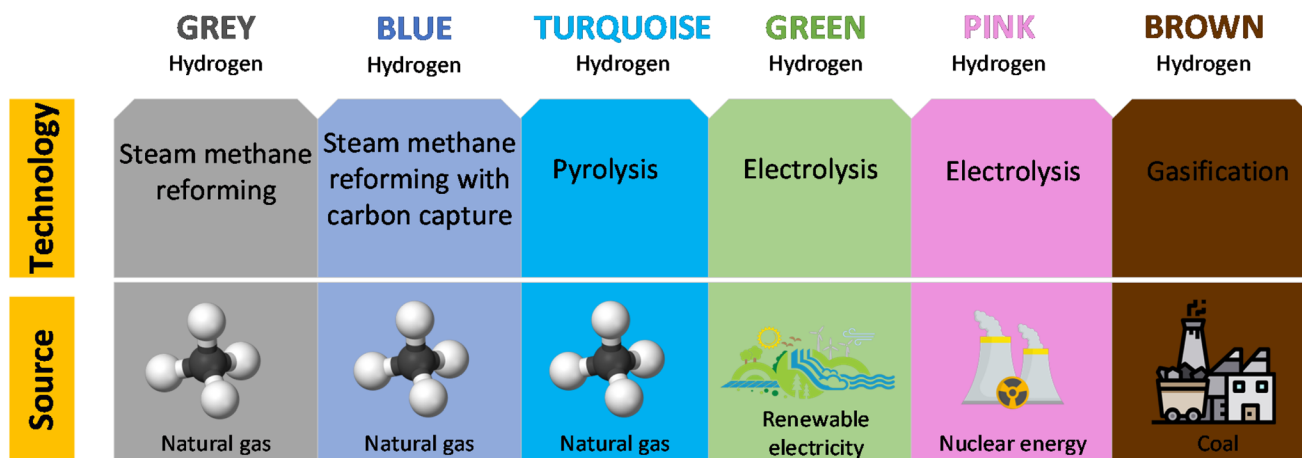 GREY
Hydrogen
BLUE
Hydrogen
TURQUOISE
Hydrogen
GREEN
Hydrogen
PINK
Hydrogen
BROWN
Hydrogen
Technology
Steam methane
reforming
Steam methane
reforming with
carbon capture
Pyrolysis
Electrolysis
Electrolysis
Gasification
Source
Natural gas
Natural gas
Natural gas
Renewable
electricity
Nuclear energy
Coal